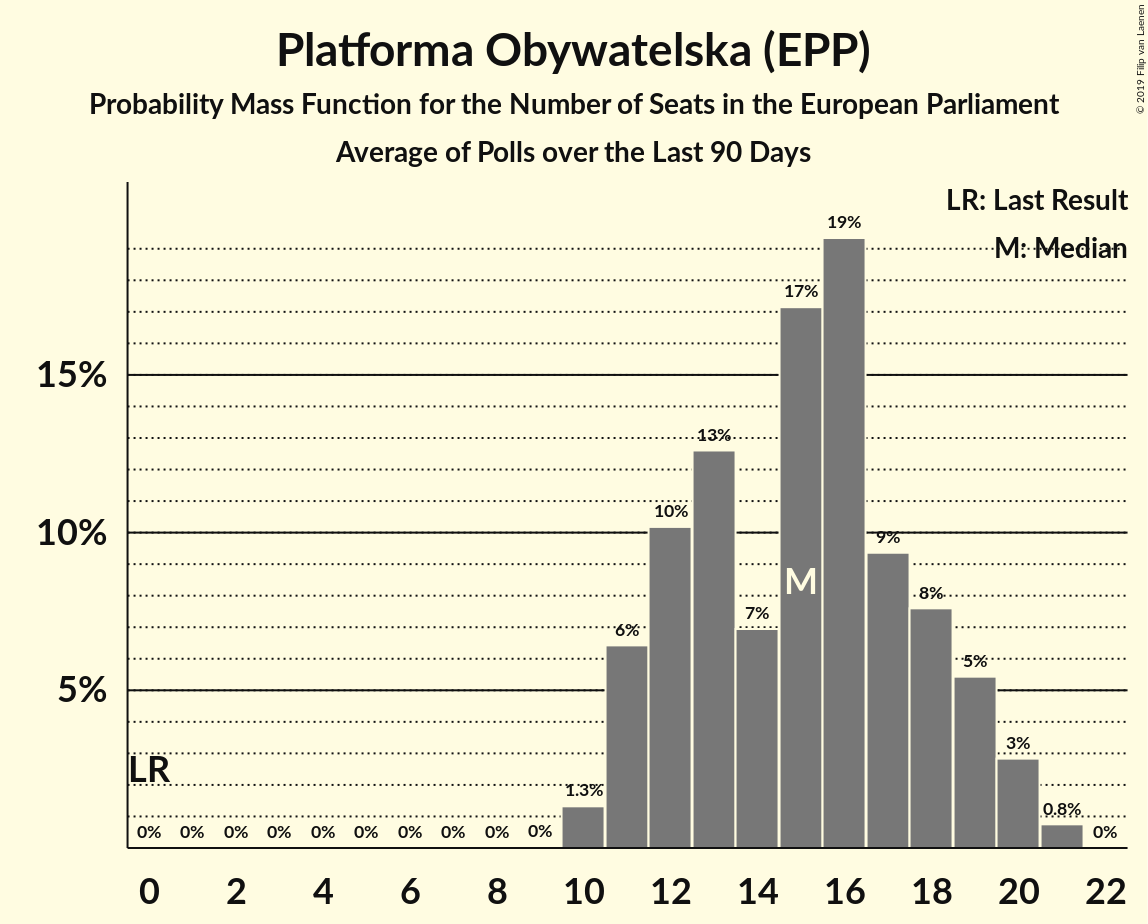 Platforma Obywatelska (EPP)
Probability Mass Function for the Number of Seats in the European Parliament
Average of Polls over the Last 90 Days
© 2019 Filip van Laenen
LR: Last Result
M: Median
19%
17%
15%
13%
10%
10%
9%
M
8%
7%
6%
5%
5%
3%
LR
1.3%
0.8%
0% 0% 0% 0% 0% 0% 0% 0% 0% 0% 0%
0 2 4 6 8 10 12 14 16 18 20 22